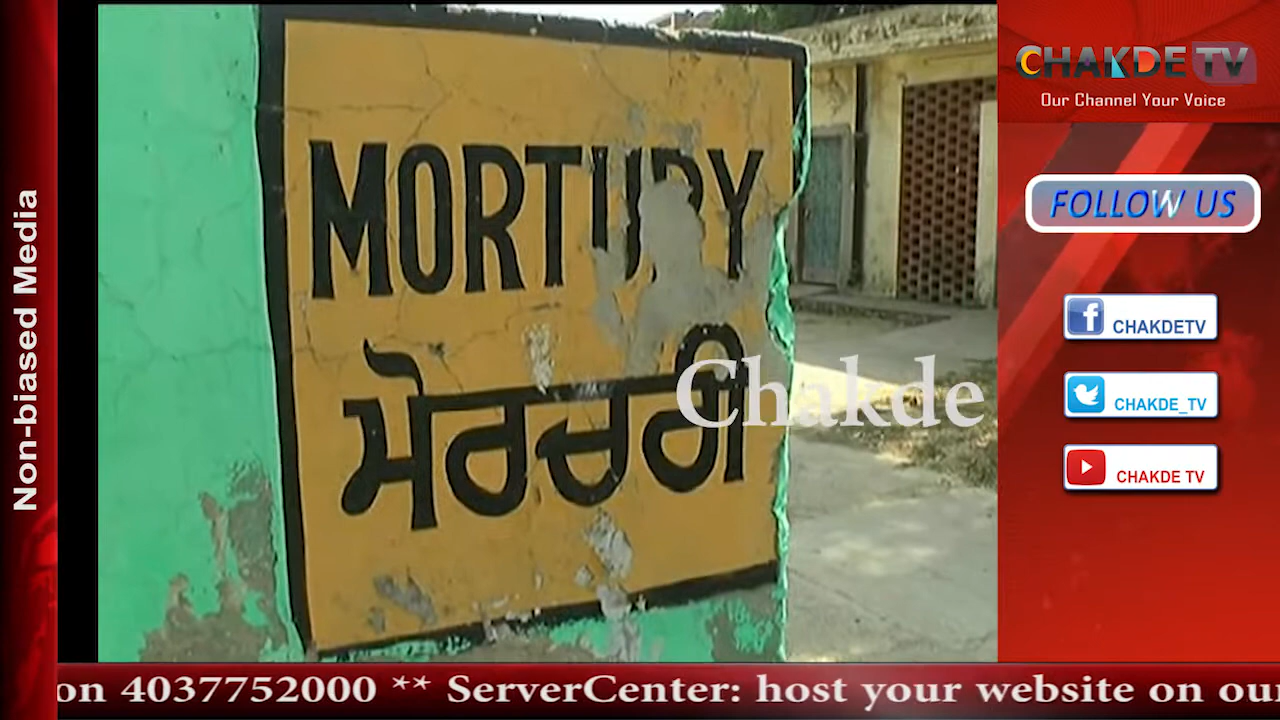 Non-biased Media
MORTURY
ਮੋਰਚਰੀ
Chakde
CHAKDE TV
Our Channel Your Voice
FOLLOW US
CHAKDETV
CHAKDE_TV
CHAKDE TV
on 4037752000 ** ServerCenter: host your website on our